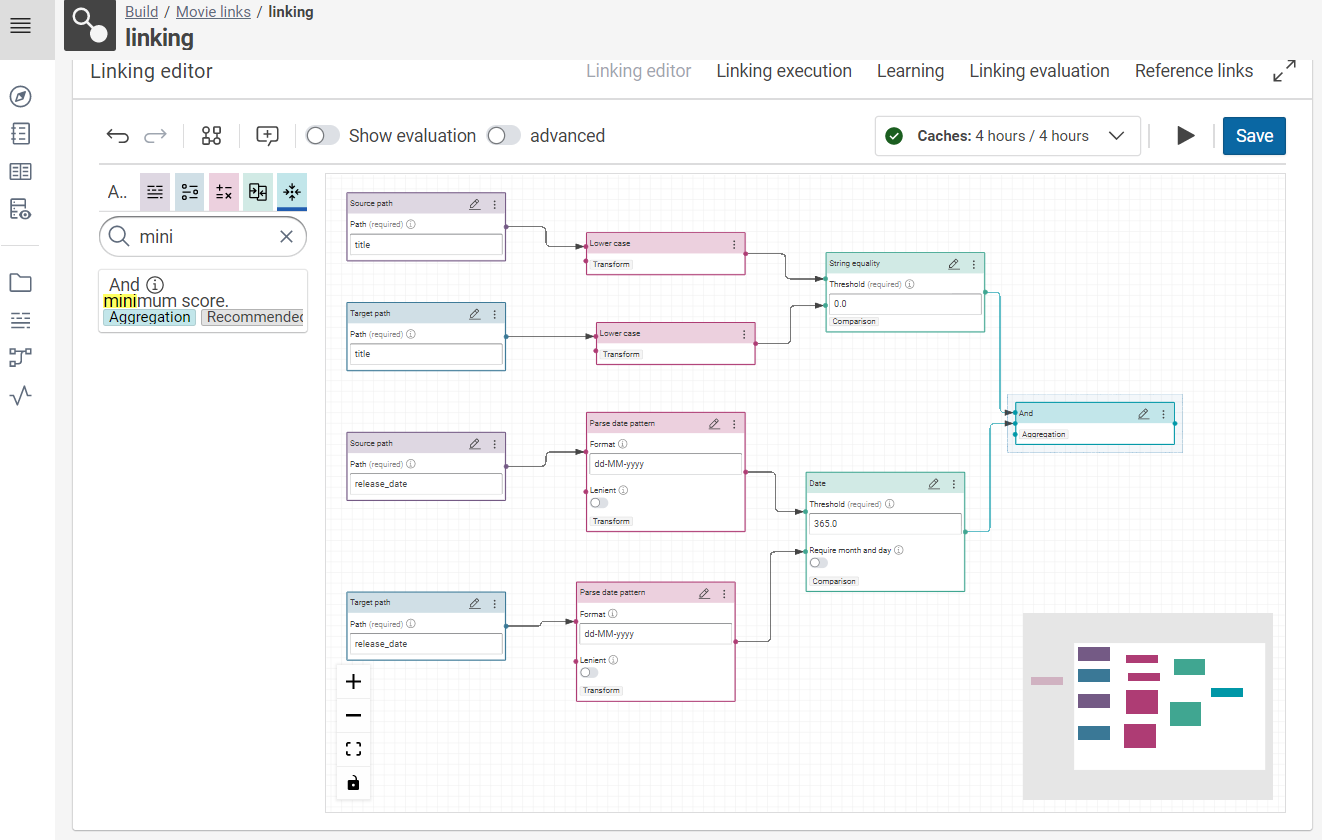 Build / Movie links / linking
linking
Linking editor
Linking editor Linking execution Learning Linking evaluation Reference links
Show evaluation advanced
Caches: 4 hours / 4 hours
Save
A..
mini
And
minimum score.
Aggregation Recommended
Source path
Path (required)
title
Target path
Path (required)
title
Source path
Path (required)
release_date
Target path
Path (required)
release_date
Lower case
Transform
Lower case
Transform
Parse date pattern
Format
dd-MM-yyyy
Lenient
Transform
Parse date pattern
Format
dd-MM-yyyy
Lenient
Transform
String equality
Threshold (required)
0.0
Comparison
Date
Threshold (required)
365.0
Require month and day
Comparison
And
Aggregation